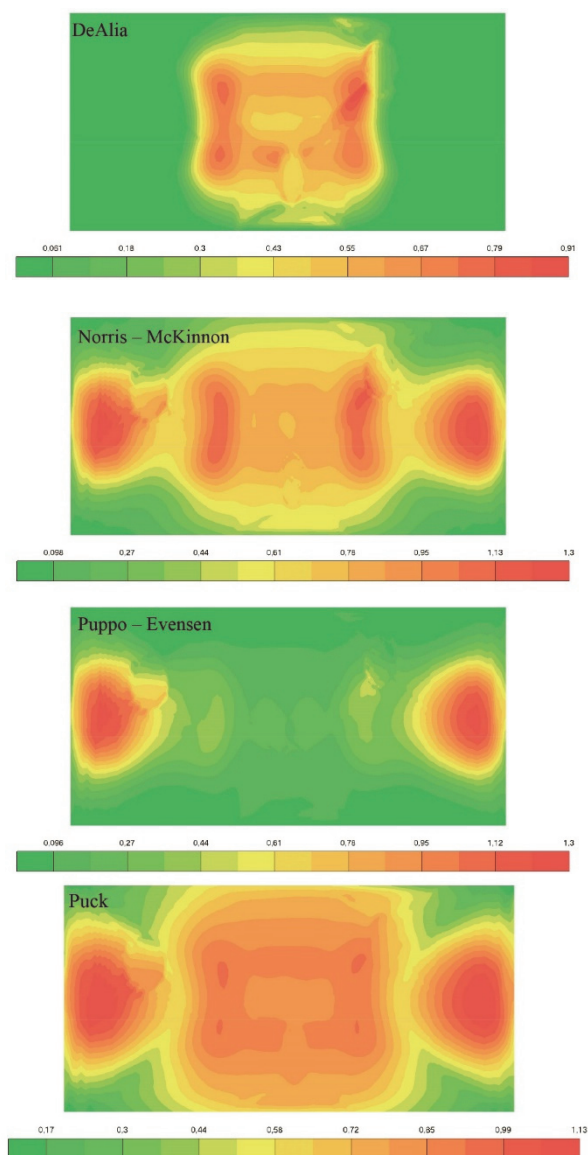 DeAlia
0,061 0,18 0,3 0,43 0,55 0,67 0,79 0,91
Norris – McKinnon
0,098 0,27 0,44 0,61 0,78 0,95 1,13 1,3
Puppo – Evensen
0,096 0,27 0,44 0,61 0,78 0,95 1,12 1,3
Puck
0,17 0,3 0,44 0,58 0,72 0,85 0,99 1,13